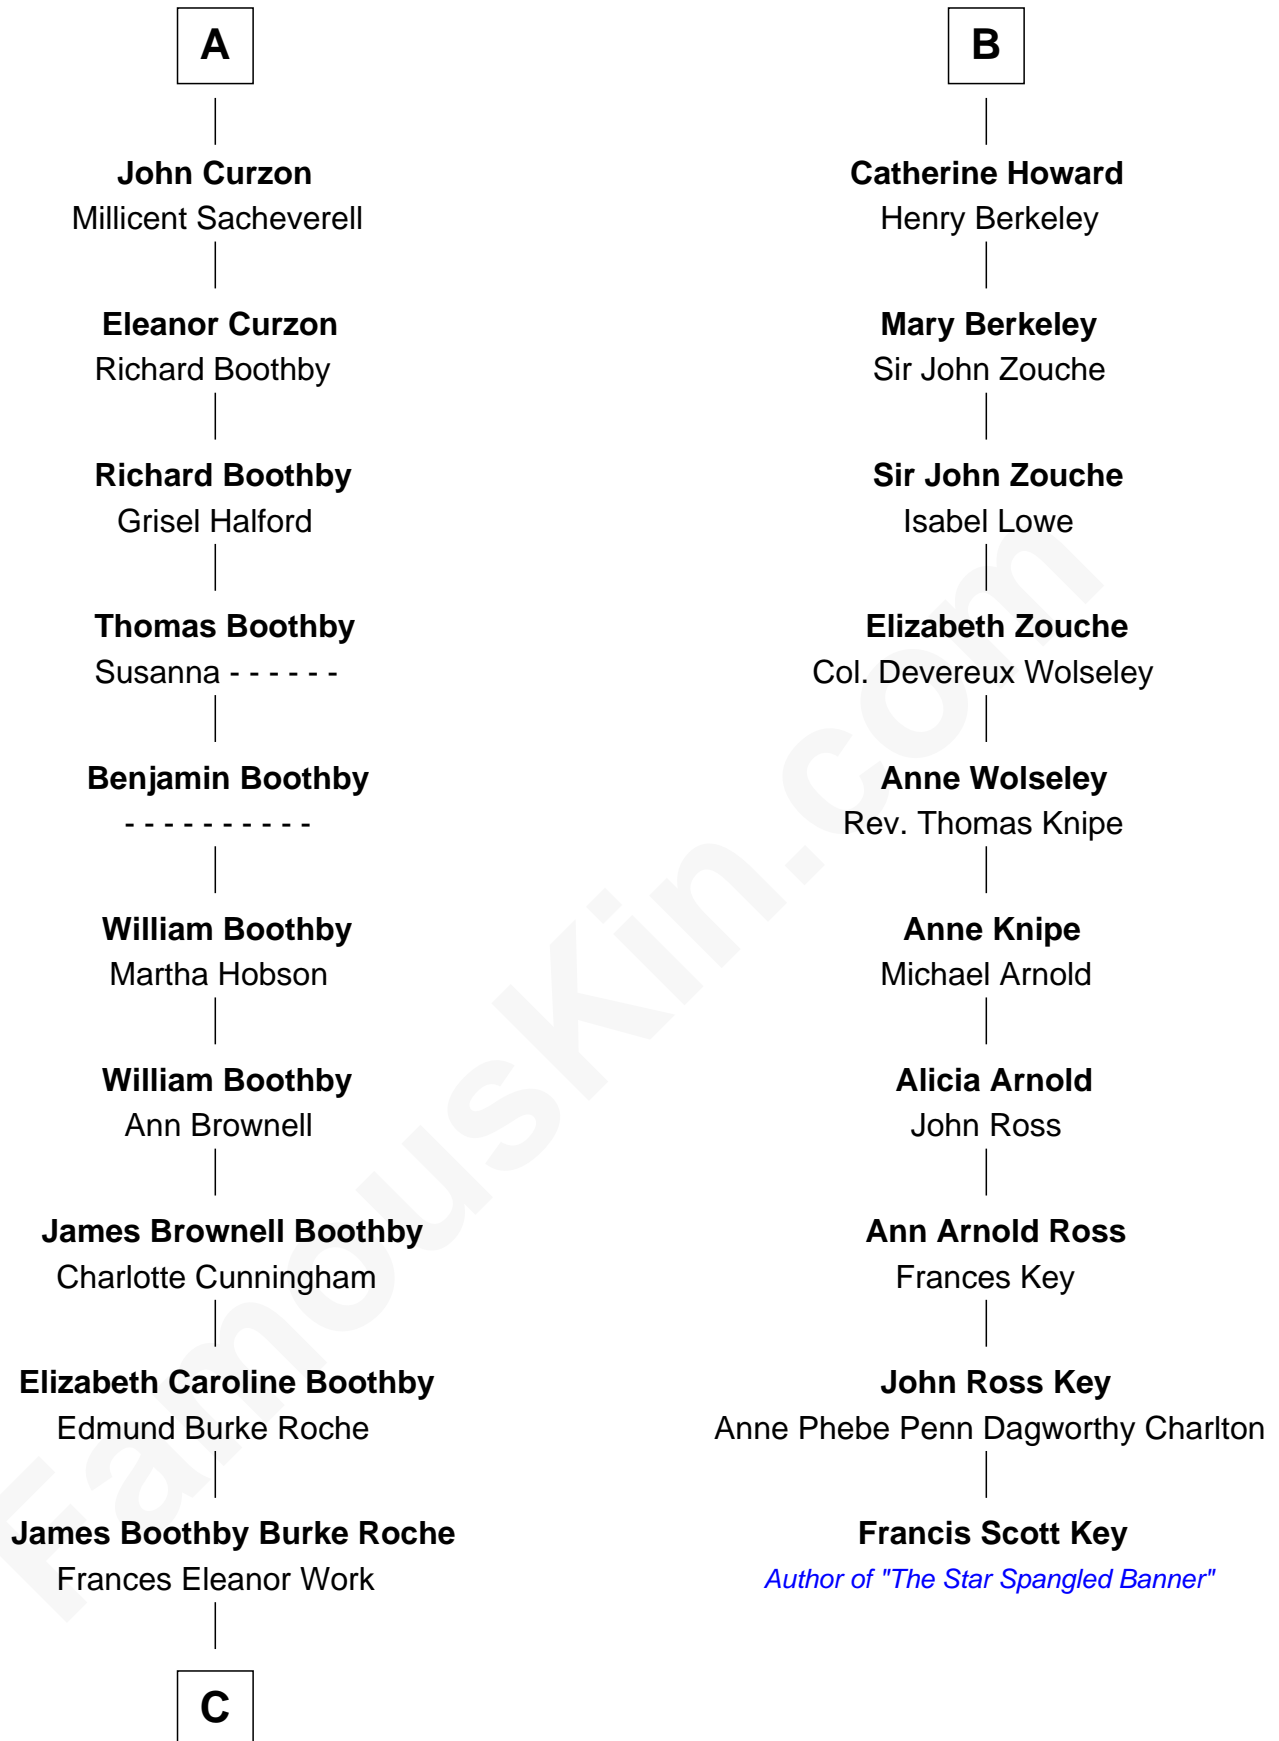 A
John Curzon
Millicent Sacheverell
Eleanor Curzon
Richard Boothby
Richard Boothby
Grisel Halford
Thomas Boothby
Susanna - - - - - -
Benjamin Boothby
- - - - - - - - - -
William Boothby
Martha Hobson
William Boothby
Ann Brownell
James Brownell Boothby
Charlotte Cunningham
Elizabeth Caroline Boothby
Edmund Burke Roche
James Boothby Burke Roche
Frances Eleanor Work
C
B
Catherine Howard
Henry Berkeley
Mary Berkeley
Sir John Zouche
Sir John Zouche
Isabel Lowe
Elizabeth Zouche
Col. Devereux Wolseley
Anne Wolseley
Rev. Thomas Knipe
Anne Knipe
Michael Arnold
Alicia Arnold
John Ross
Ann Arnold Ross
Frances Key
John Ross Key
Anne Phebe Penn Dagworthy Charlton
Francis Scott Key
Author of "The Star Spangled Banner"
FamousKin.com